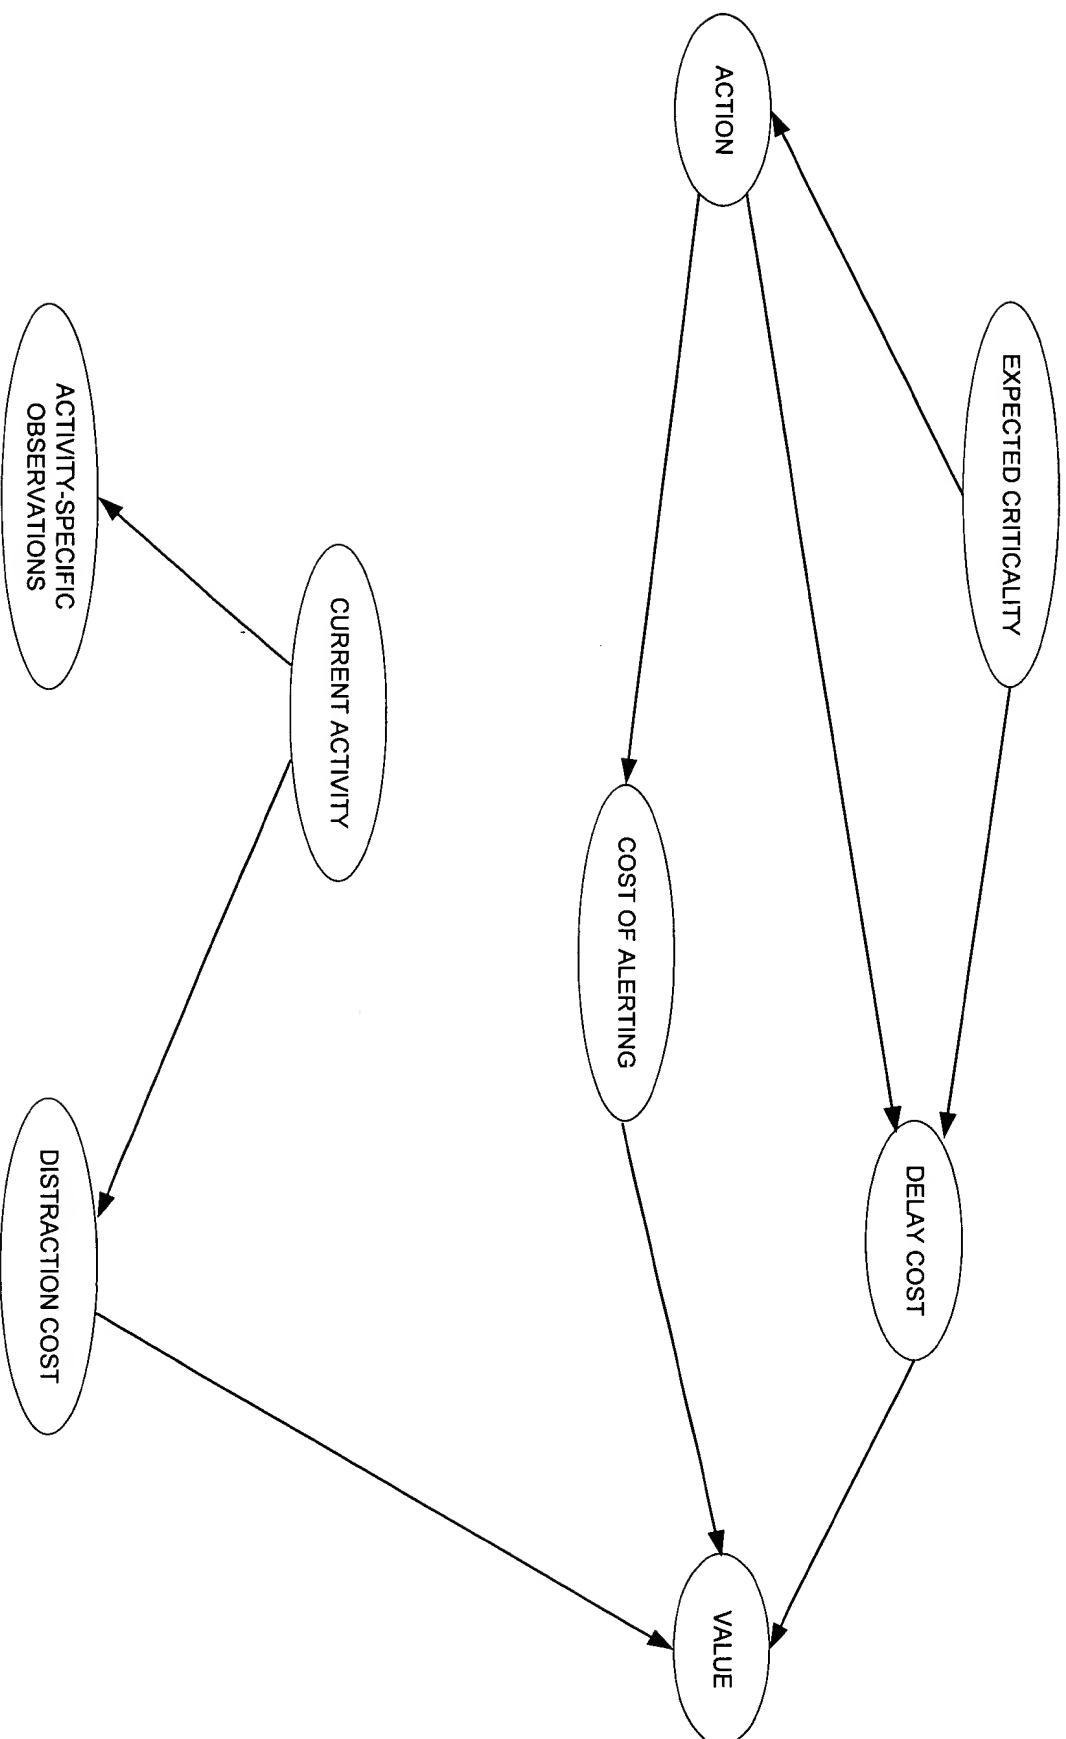 EXPECTED CRITICALITY
ACTION
DELAY COST
COST OF ALERTING
VALUE
CURRENT ACTIVITY
ACTIVITY-SPECIFIC
OBSERVATIONS
DISTRACTION COST